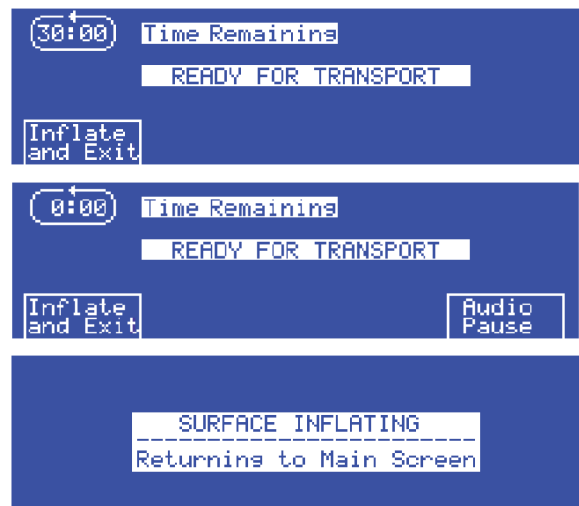 30:00 Time Remaining
READY FOR TRANSPORT
Inflate
and Exit
0:00 Time Remaining
READY FOR TRANSPORT
Inflate
and Exit
Audio
Pause
SURFACE INFLATING
Returning to Main Screen